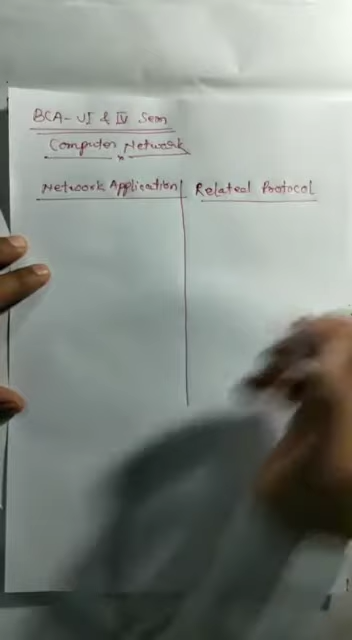 BCA - VI & IV Sem
Computer Network
Network Application
Related Protocol